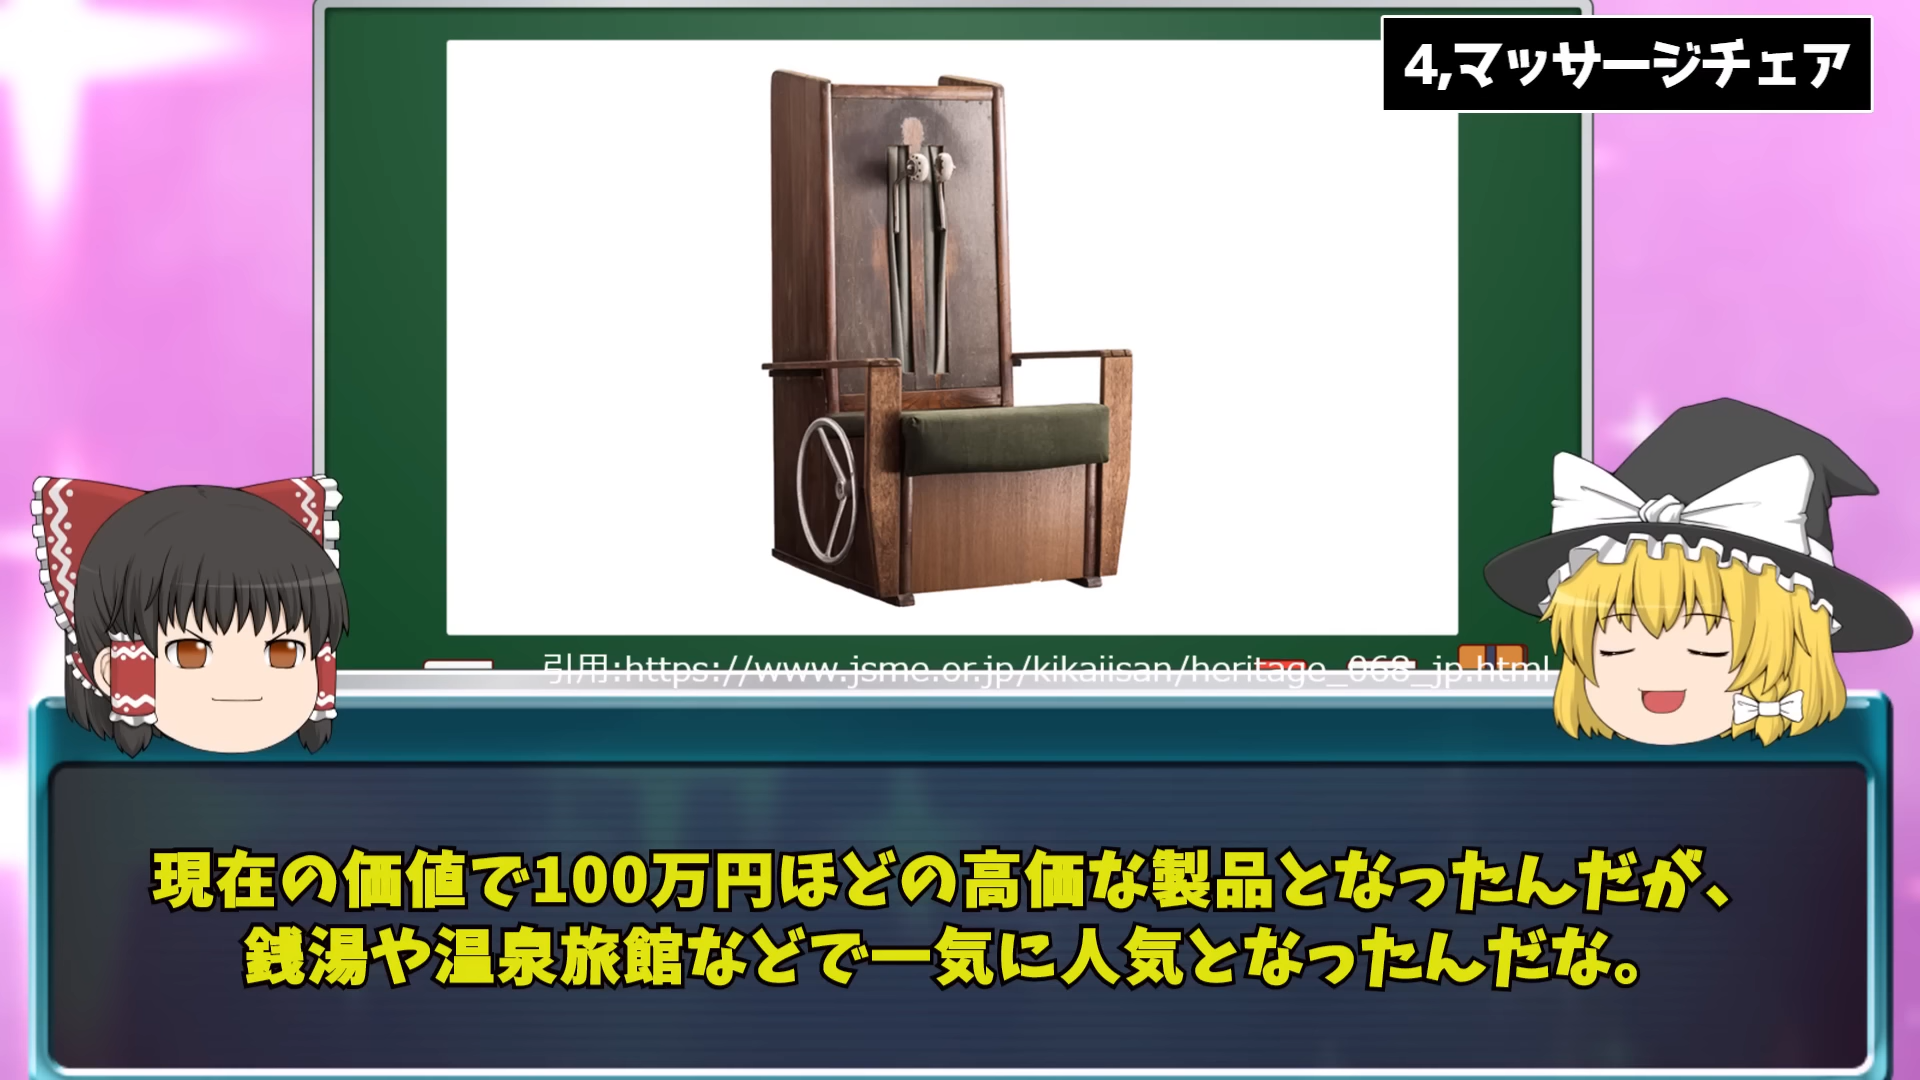 4,マッサージチェア
引用:https://www.jsme.or.jp/kikaiisan/heritage_068_jp.html
現在の価値で100万円ほどの高価な製品となったんだが、
銭湯や温泉旅館などで一気に人気となったんだな。